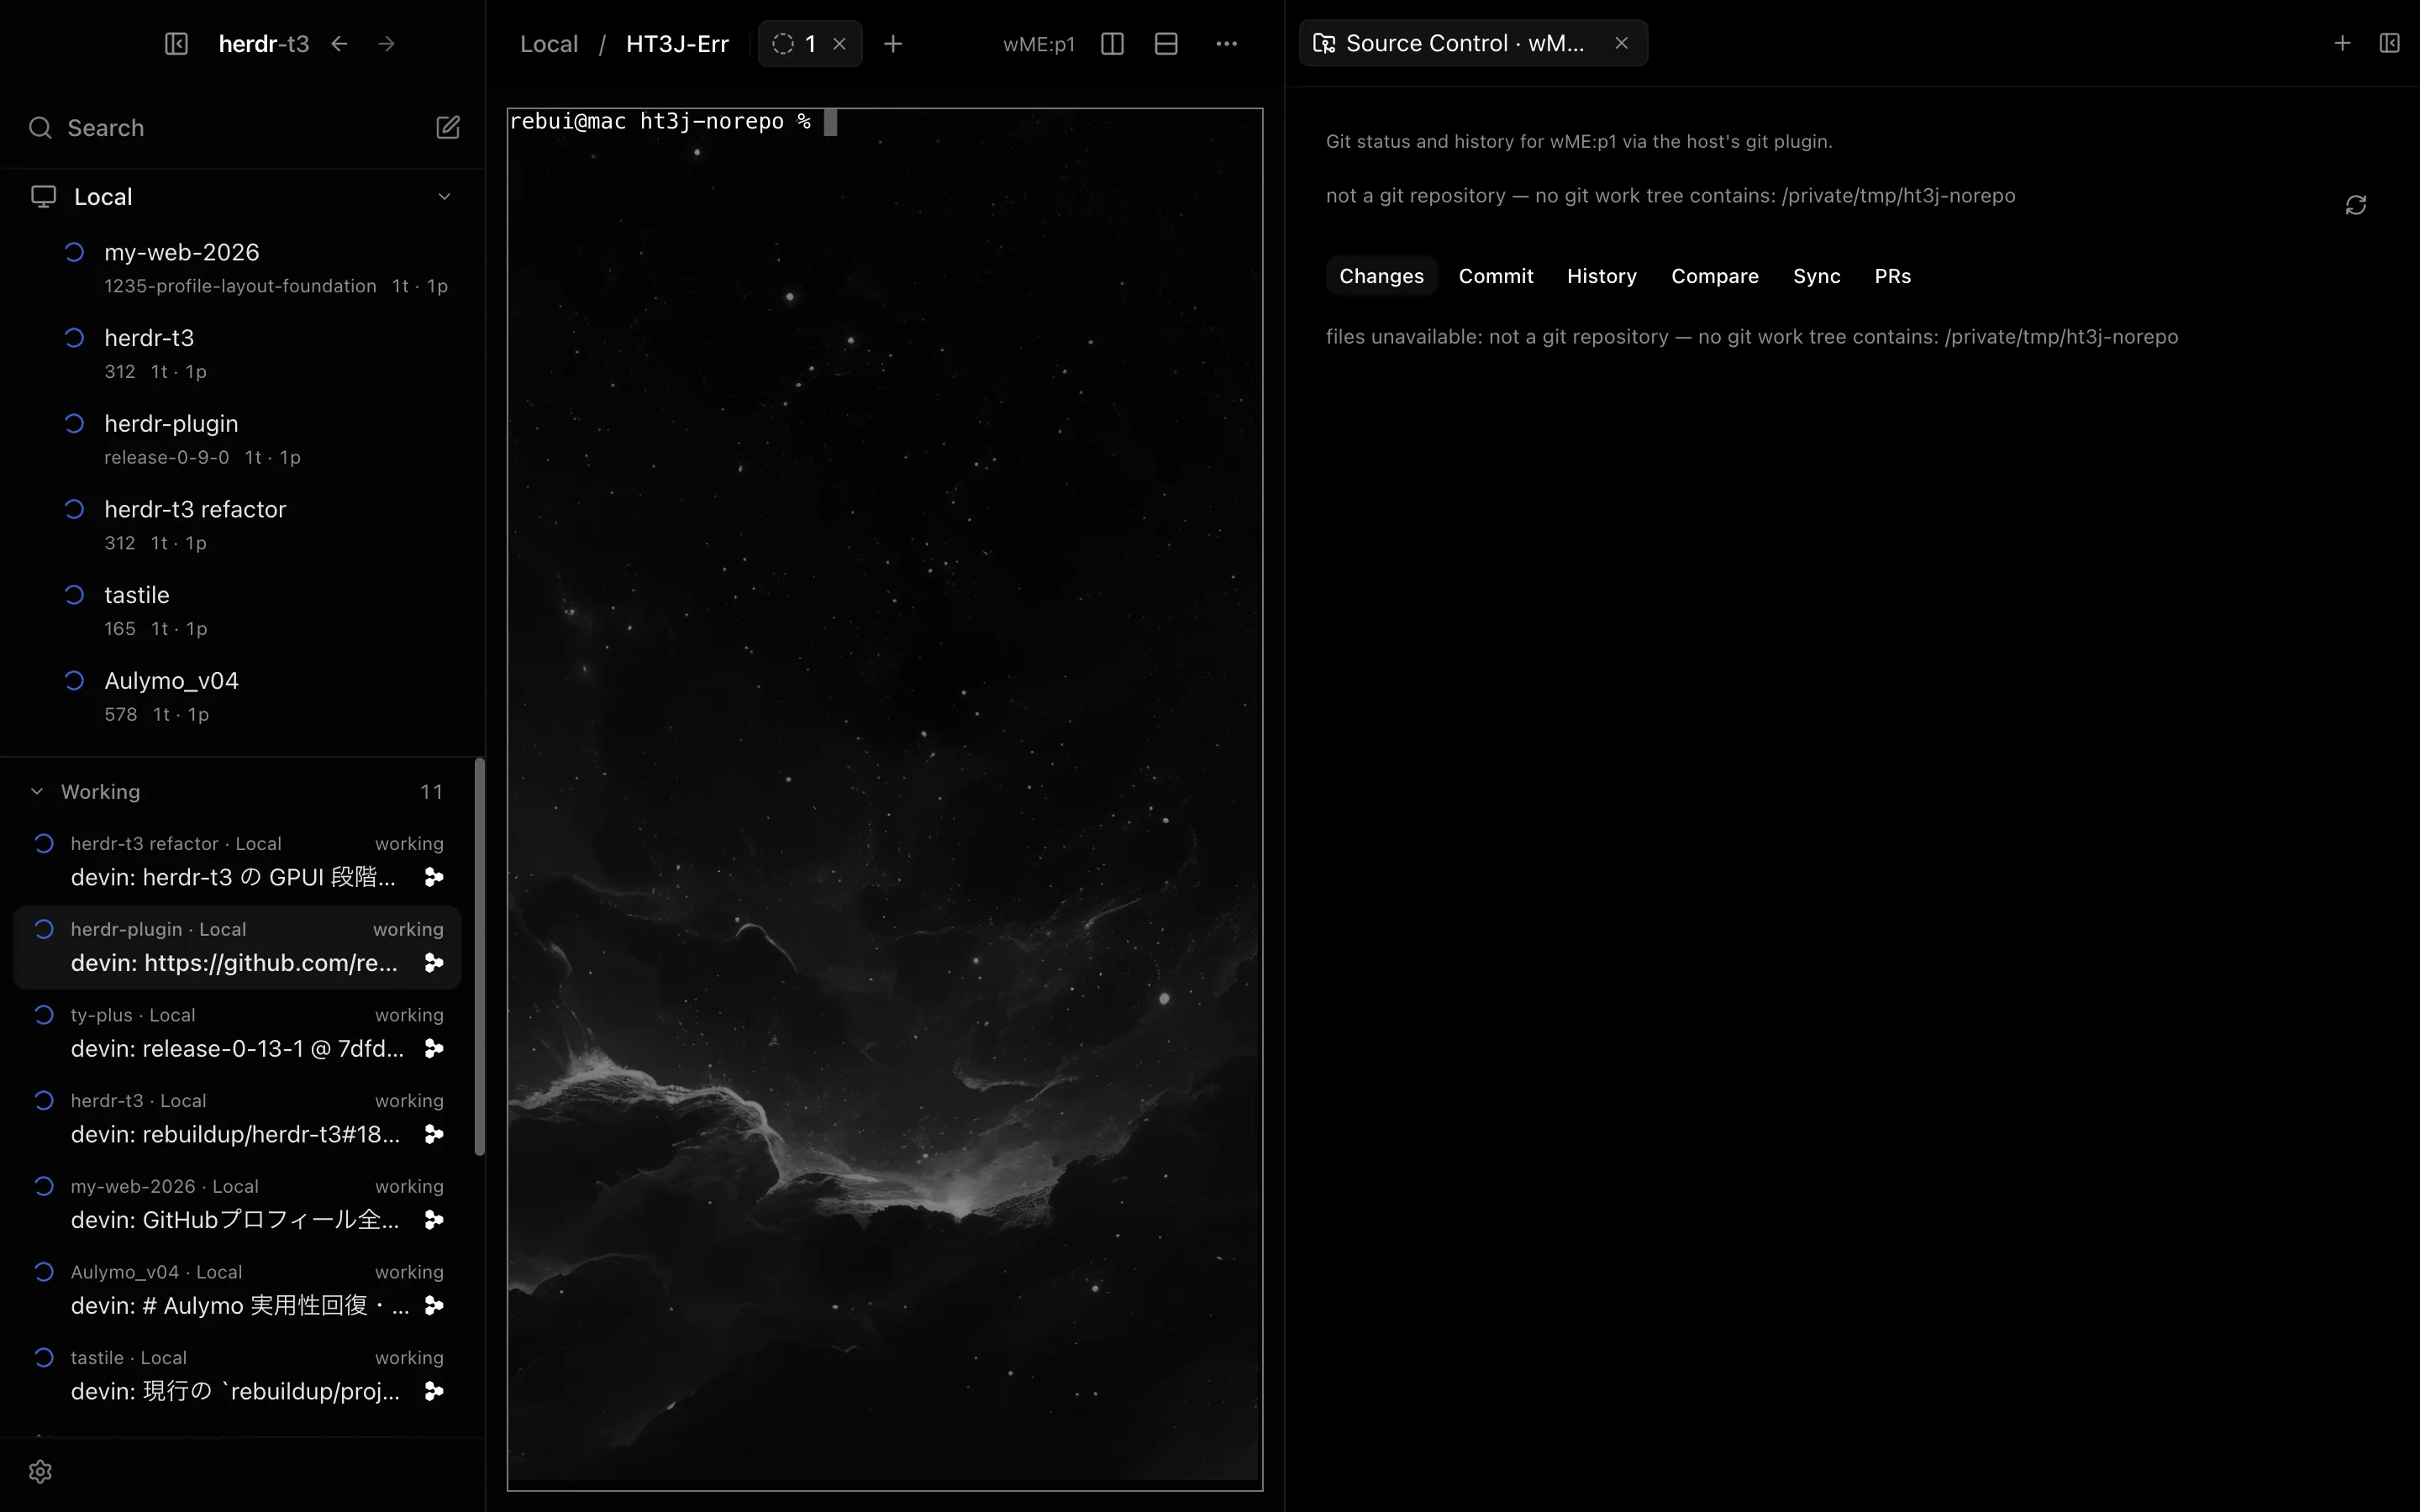 herdr-t3
Search
Local
my-web-2026
1235-profile-layout-foundation 1t · 1p
herdr-t3
312 1t · 1p
herdr-plugin
release-0-9-0 1t · 1p
herdr-t3 refactor
312 1t · 1p
tastile
165 1t · 1p
Aulymo_v04
578 1t · 1p
Working 11
herdr-t3 refactor · Local working
devin: herdr-t3 の GPUI 段階...
herdr-plugin · Local working
devin: https://github.com/re...
ty-plus · Local working
devin: release-0-13-1 @ 7dfd...
herdr-t3 · Local working
devin: rebuildup/herdr-t3#18...
my-web-2026 · Local working
devin: GitHubプロフィール全...
Aulymo_v04 · Local working
devin: # Aulymo 実用性回復・...
tastile · Local working
devin: 現行の `rebuildup/proj...
Local / HT3J-Err 1 wME:p1
rebui@mac ht3j-norepo %
Source Control · wM...
Git status and history for wME:p1 via the host's git plugin.
not a git repository — no git work tree contains: /private/tmp/ht3j-norepo
Changes Commit History Compare Sync PRs
files unavailable: not a git repository — no git work tree contains: /private/tmp/ht3j-norepo